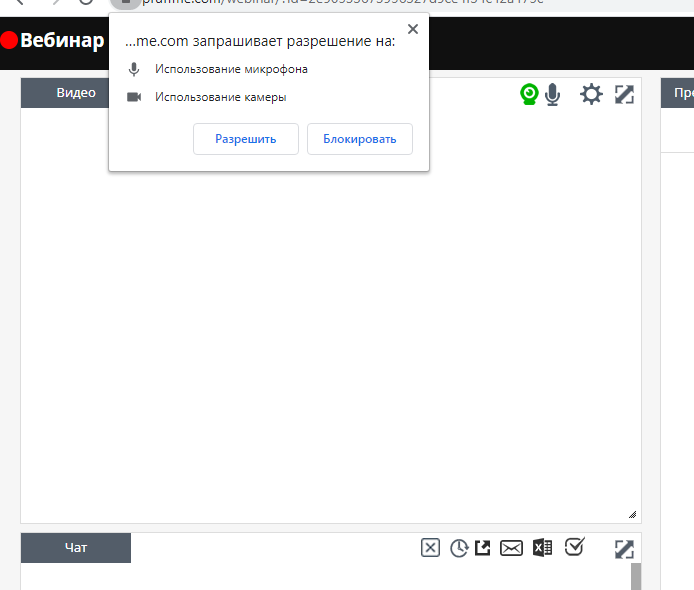 Вебинар
...me.com запрашивает разрешение на:
Использование микрофона
Использование камеры
Разрешить
Блокировать
Видео
Чат